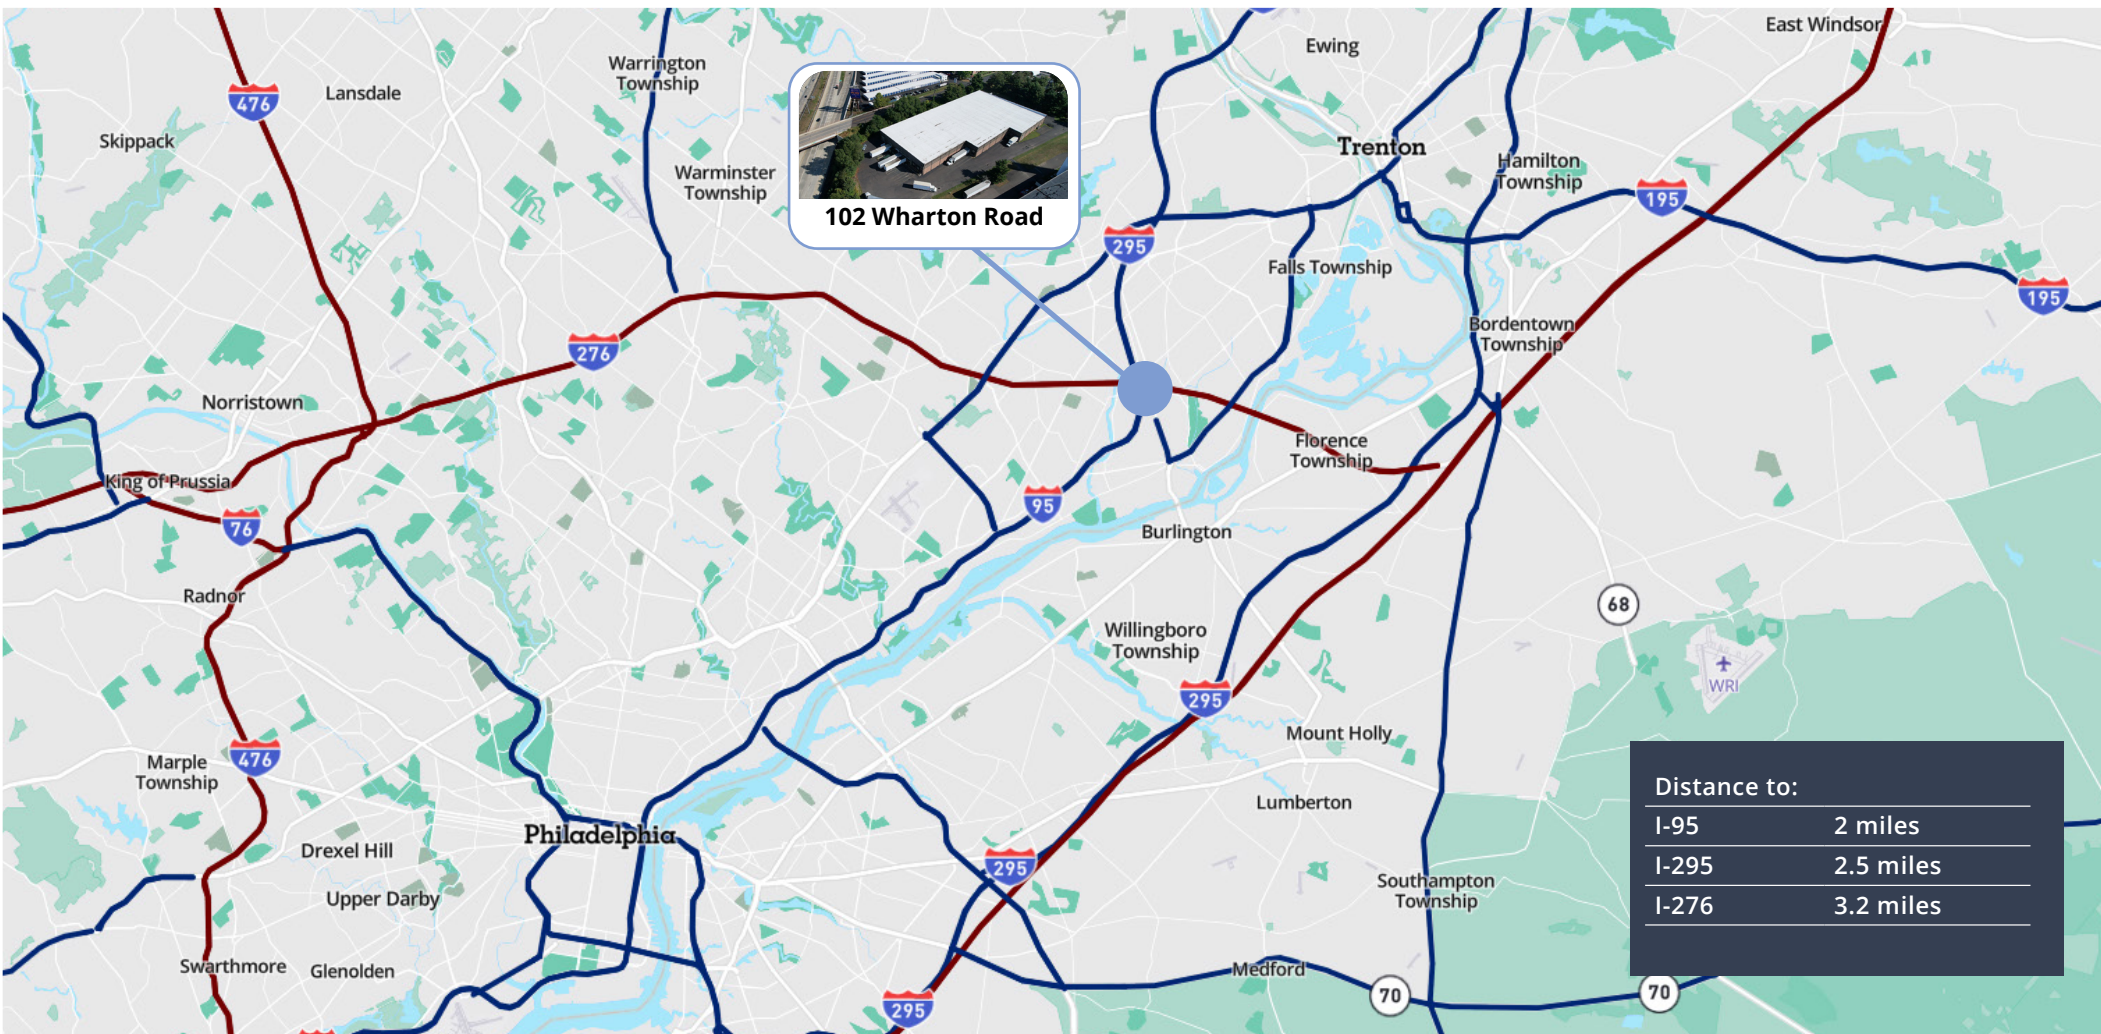 East Windsor
Ewing
Warrington
Township
Lansdale
476
Skippack
Trenton
Hamilton
Township
Warminster
Township
195
102 Wharton Road
295
Falls Township
195
Bordentown
Township
276
Norristown
Florence
Township
King of Prussia
95
76
Burlington
Radnor
68
Willingboro
Township
WRI
295
Mount Holly
476
Marple
Township
Lumberton
Distance to:
I-95 2 miles
I-295 2.5 miles
I-276 3.2 miles
Philadelphia
Drexel Hill
295
Upper Darby
Southampton
Township
Swarthmore
Glenolden
Medford
70
70
295